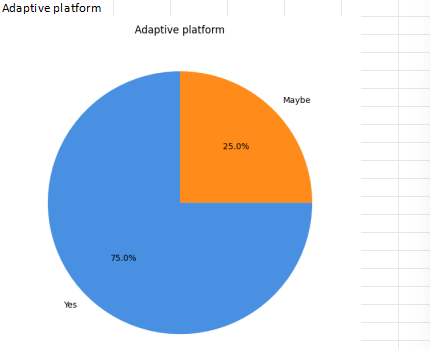 Adaptive platform
Adaptive platform
Maybe
25.0%
75.0%
Yes